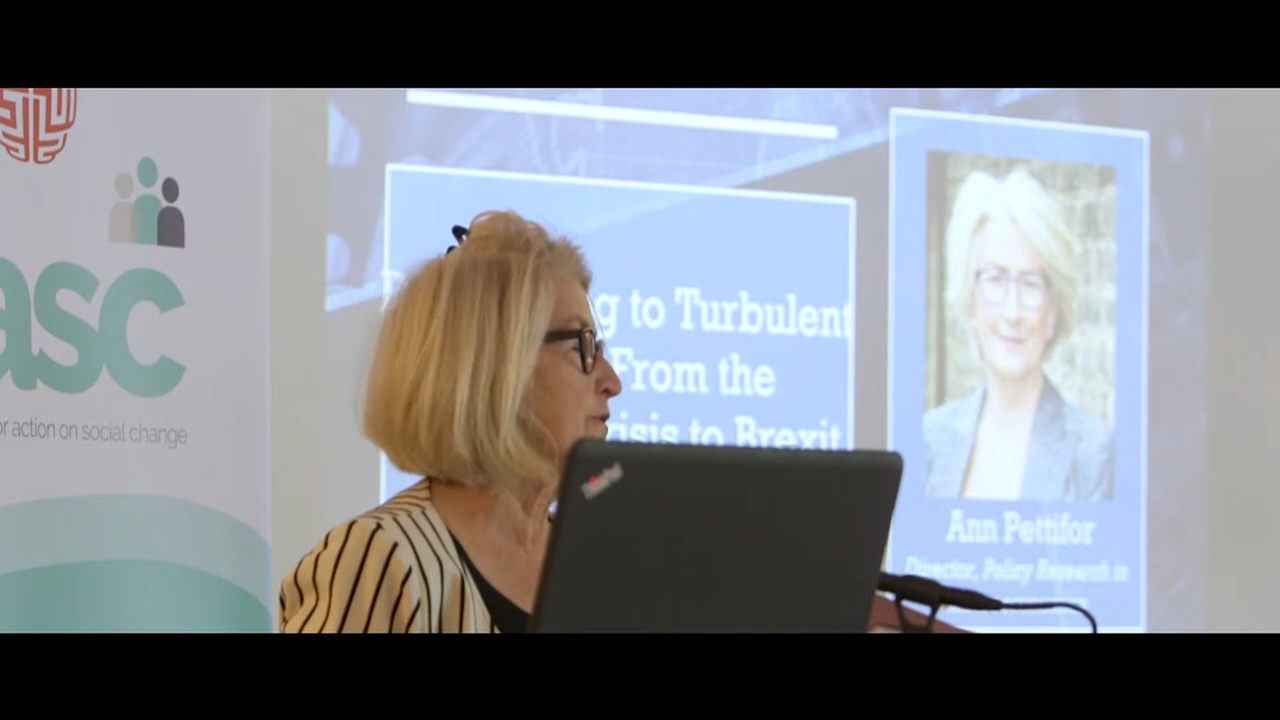 asc
or action on social change
g to Turbulent
From the
risis to Brexit
ThinkPad
Ann Pettifor
Director, Policy Research in